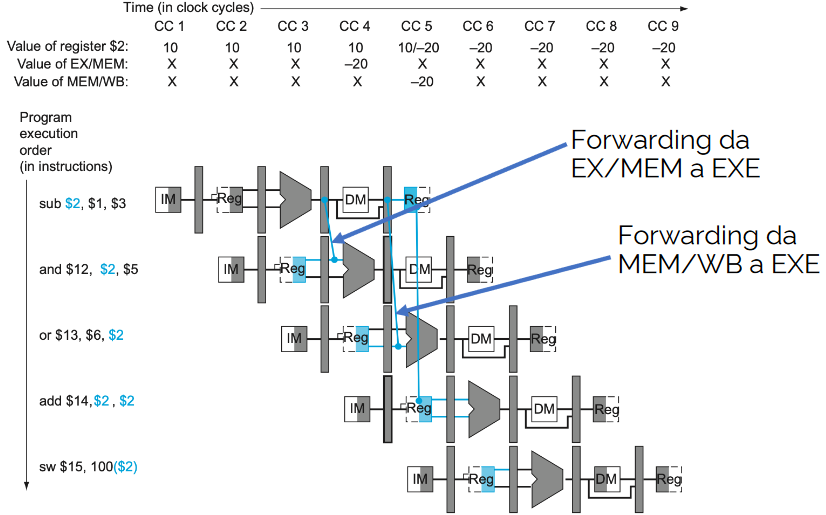 Time (in clock cycles)
CC 1 CC 2 CC 3 CC 4 CC 5 CC 6 CC 7 CC 8 CC 9
Value of register $2: 10 10 10 10 10/–20 –20 –20 –20 –20
Value of EX/MEM: X X X –20 X X X X X
Value of MEM/WB: X X X X –20 X X X X
Program
execution
order
(in instructions)
Forwarding da
EX/MEM a EXE
sub $2, $1, $3
IM Reg DM Reg
Forwarding da
MEM/WB a EXE
and $12, $2, $5
IM Reg DM Reg
or $13, $6, $2
IM Reg DM Reg
add $14,$2 , $2
IM Reg DM Reg
sw $15, 100($2)
IM Reg DM Reg